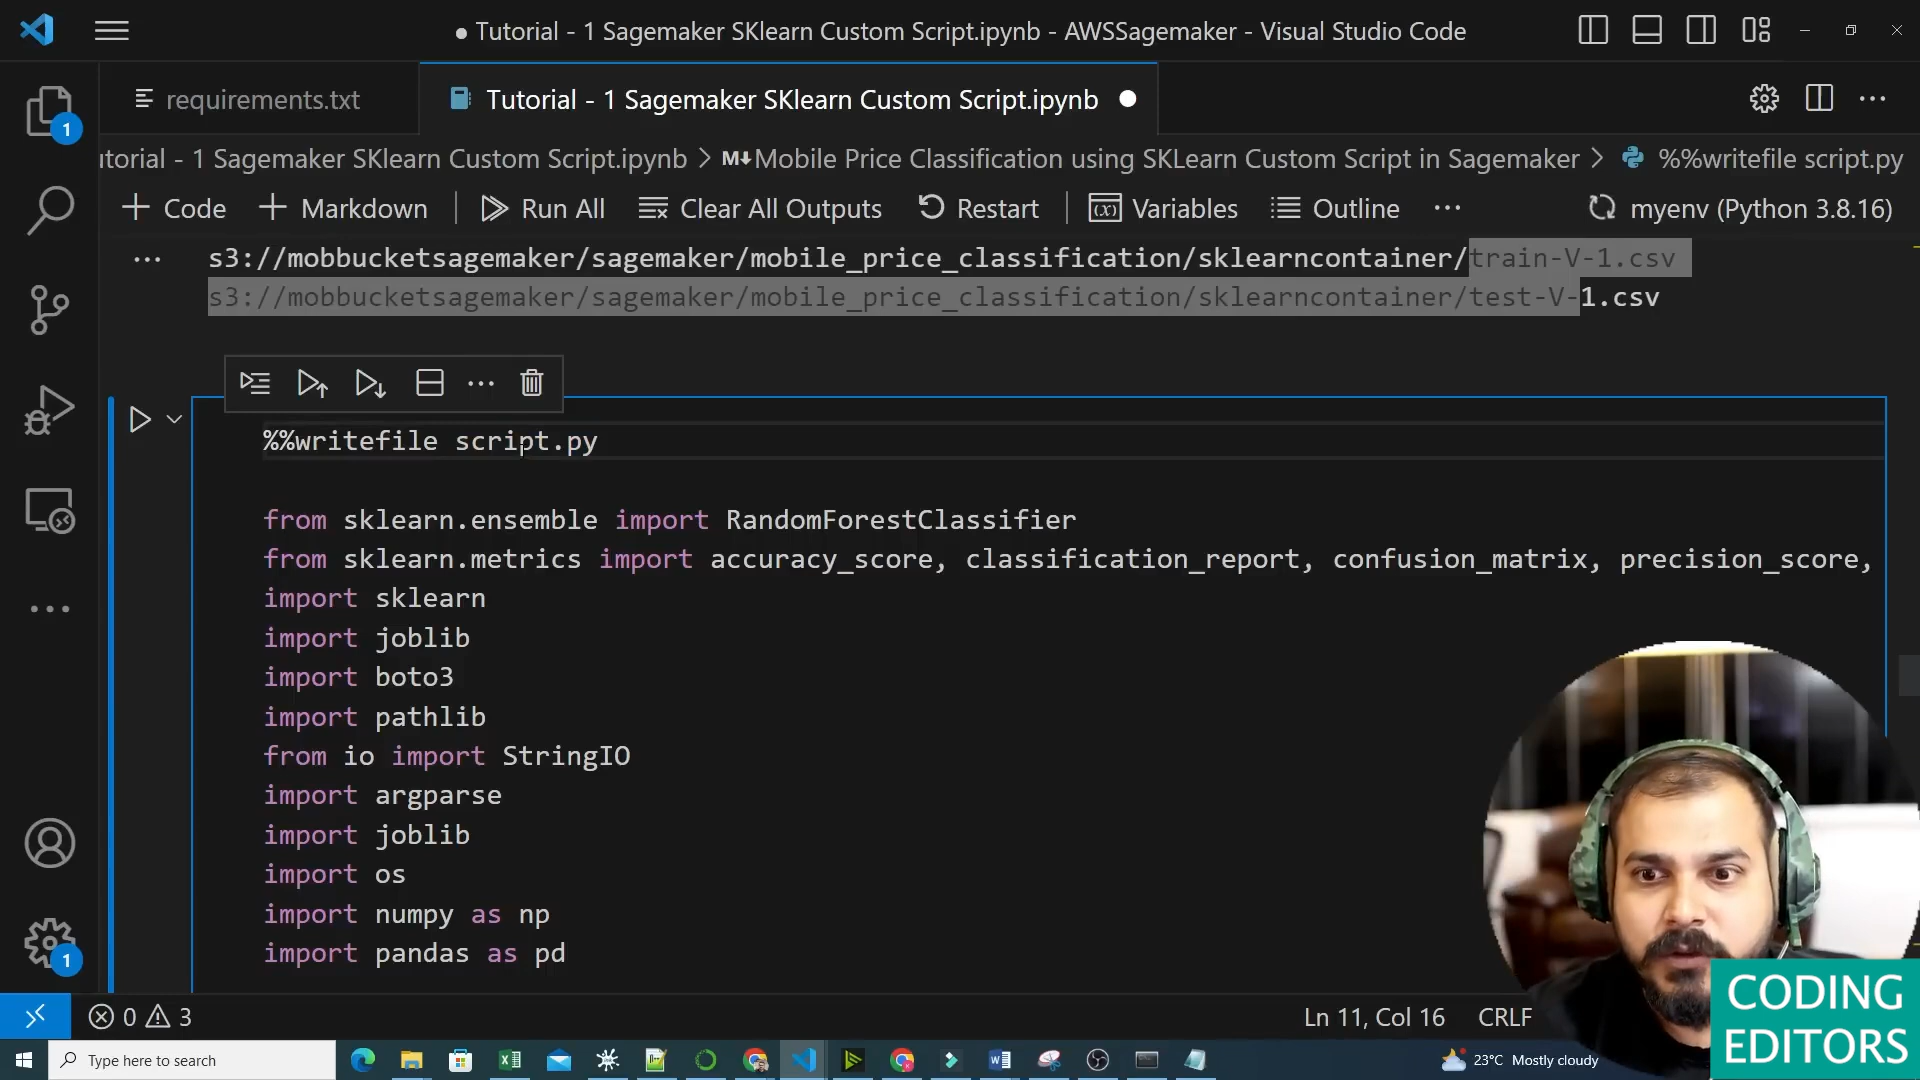 Tutorial - 1 Sagemaker SKlearn Custom Script.ipynb - AWSSagemaker - Visual Studio Code
requirements.txt
Tutorial - 1 Sagemaker SKlearn Custom Script.ipynb
utorial - 1 Sagemaker SKlearn Custom Script.ipynb > M Mobile Price Classification using SKLearn Custom Script in Sagemaker > %%writefile script.py
+ Code + Markdown | Run All Clear All Outputs Restart | (x) Variables Outline ... myenv (Python 3.8.16)
... s3://mobbucketsagemaker/sagemaker/mobile_price_classification/sklearncontainer/train-V-1.csv
s3://mobbucketsagemaker/sagemaker/mobile_price_classification/sklearncontainer/test-V-1.csv
%%writefile script.py
from sklearn.ensemble import RandomForestClassifier
from sklearn.metrics import accuracy_score, classification_report, confusion_matrix, precision_score,
import sklearn
import joblib
import boto3
import pathlib
from io import StringIO
import argparse
import joblib
import os
import numpy as np
import pandas as pd
1
1
0 3
Ln 11, Col 16 CRLF
CODING
EDITORS
Type here to search
23°C Mostly cloudy